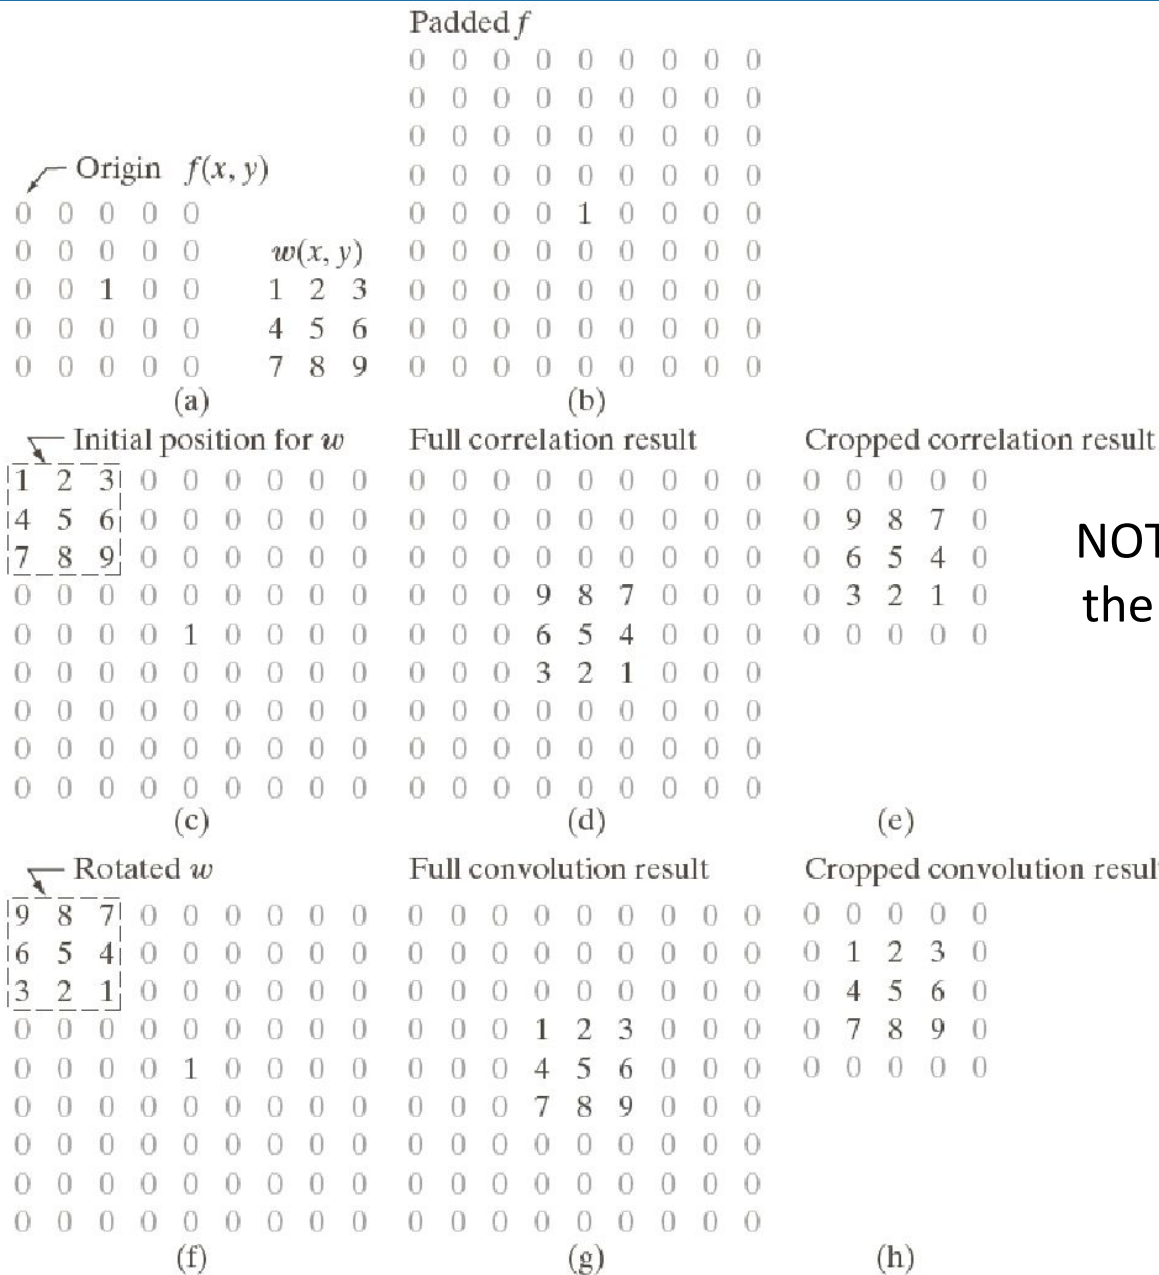 Padded f
0 0 0 0 0 0 0 0 0
0 0 0 0 0 0 0 0 0
0 0 0 0 0 0 0 0 0
0 0 0 0 0 0 0 0 0
0 0 0 0 1 0 0 0 0
0 0 0 0 0 0 0 0 0
0 0 0 0 0 0 0 0 0
0 0 0 0 0 0 0 0 0
0 0 0 0 0 0 0 0 0
(b)
Origin f(x, y)
0 0 0 0 0
0 0 0 0 0
0 0 1 0 0
0 0 0 0 0
0 0 0 0 0
w(x, y)
1 2 3
4 5 6
7 8 9
(a)
Initial position for w
1 2 3 0 0 0 0 0 0
4 5 6 0 0 0 0 0 0
7 8 9 0 0 0 0 0 0
0 0 0 0 0 0 0 0 0
0 0 0 0 1 0 0 0 0
0 0 0 0 0 0 0 0 0
0 0 0 0 0 0 0 0 0
0 0 0 0 0 0 0 0 0
0 0 0 0 0 0 0 0 0
(c)
Full correlation result
0 0 0 0 0 0 0 0 0
0 0 0 0 0 0 0 0 0
0 0 0 0 0 0 0 0 0
0 0 0 9 8 7 0 0 0
0 0 0 6 5 4 0 0 0
0 0 0 3 2 1 0 0 0
0 0 0 0 0 0 0 0 0
0 0 0 0 0 0 0 0 0
0 0 0 0 0 0 0 0 0
(d)
Cropped correlation result
0 0 0 0 0
0 9 8 7 0
0 6 5 4 0
0 3 2 1 0
0 0 0 0 0
(e)
the
Rotated w
9 8 7 0 0 0 0 0 0
6 5 4 0 0 0 0 0 0
3 2 1 0 0 0 0 0 0
0 0 0 0 0 0 0 0 0
0 0 0 0 1 0 0 0 0
0 0 0 0 0 0 0 0 0
0 0 0 0 0 0 0 0 0
0 0 0 0 0 0 0 0 0
0 0 0 0 0 0 0 0 0
(f)
Full convolution result
0 0 0 0 0 0 0 0 0
0 0 0 0 0 0 0 0 0
0 0 0 0 0 0 0 0 0
0 0 0 1 2 3 0 0 0
0 0 0 4 5 6 0 0 0
0 0 0 7 8 9 0 0 0
0 0 0 0 0 0 0 0 0
0 0 0 0 0 0 0 0 0
0 0 0 0 0 0 0 0 0
(g)
Cropped convolution
0 0 0 0 0
0 1 2 3 0
0 4 5 6 0
0 7 8 9 0
0 0 0 0 0
(h)